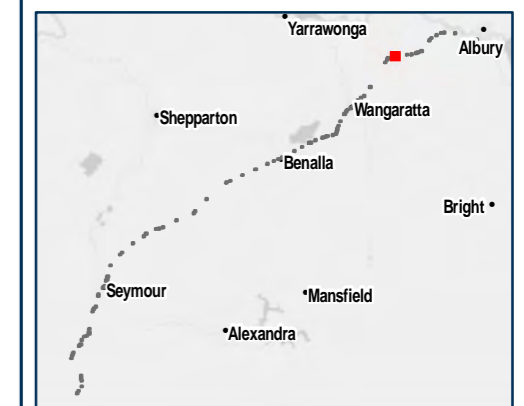 Yarrawonga
Albury
Wangaratta
Shepparton
Benalla
Bright
Seymour
Mansfield
Alexandra